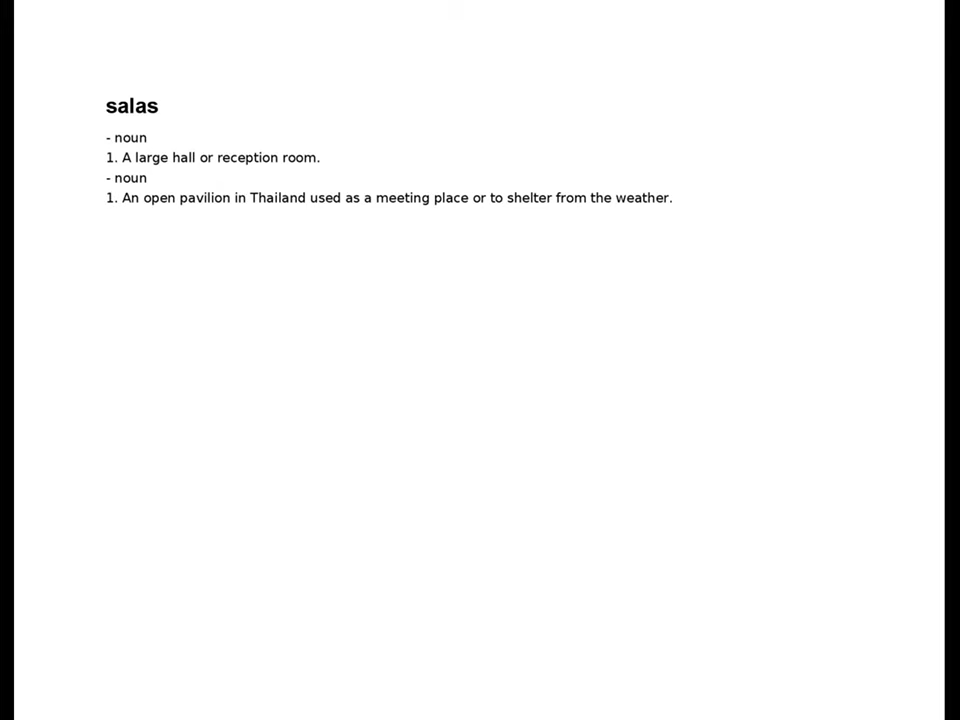 salas
- noun
1. A large hall or reception room.
- noun
1. An open pavilion in Thailand used as a meeting place or to shelter from the weather.